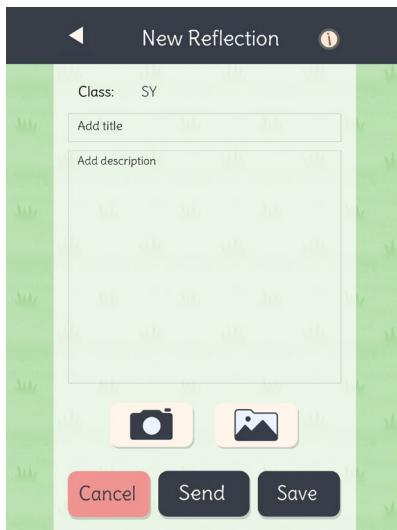 New Reflection
Class: SY
Add title
Add description
Cancel Send Save